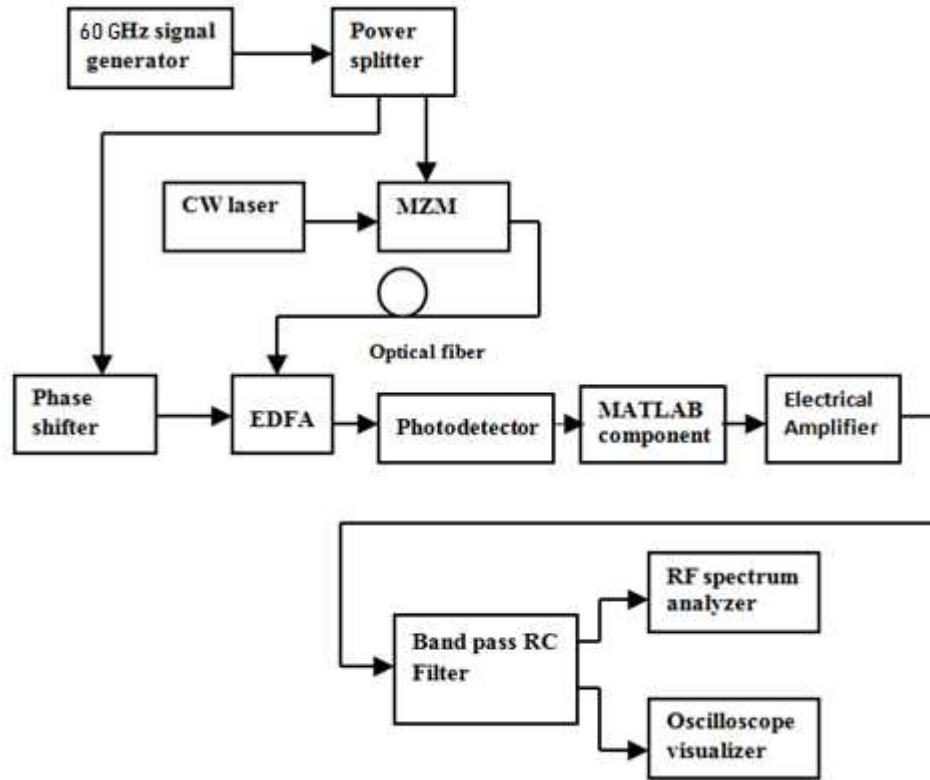 60 GHz signal
generator
Power
splitter
CW laser
MZM
Optical fiber
Phase
shifter
EDFA
Photodetector
MATLAB
component
Electrical
Amplifier
RF spectrum
analyzer
Band pass RC
Filter
Oscilloscope
visualizer